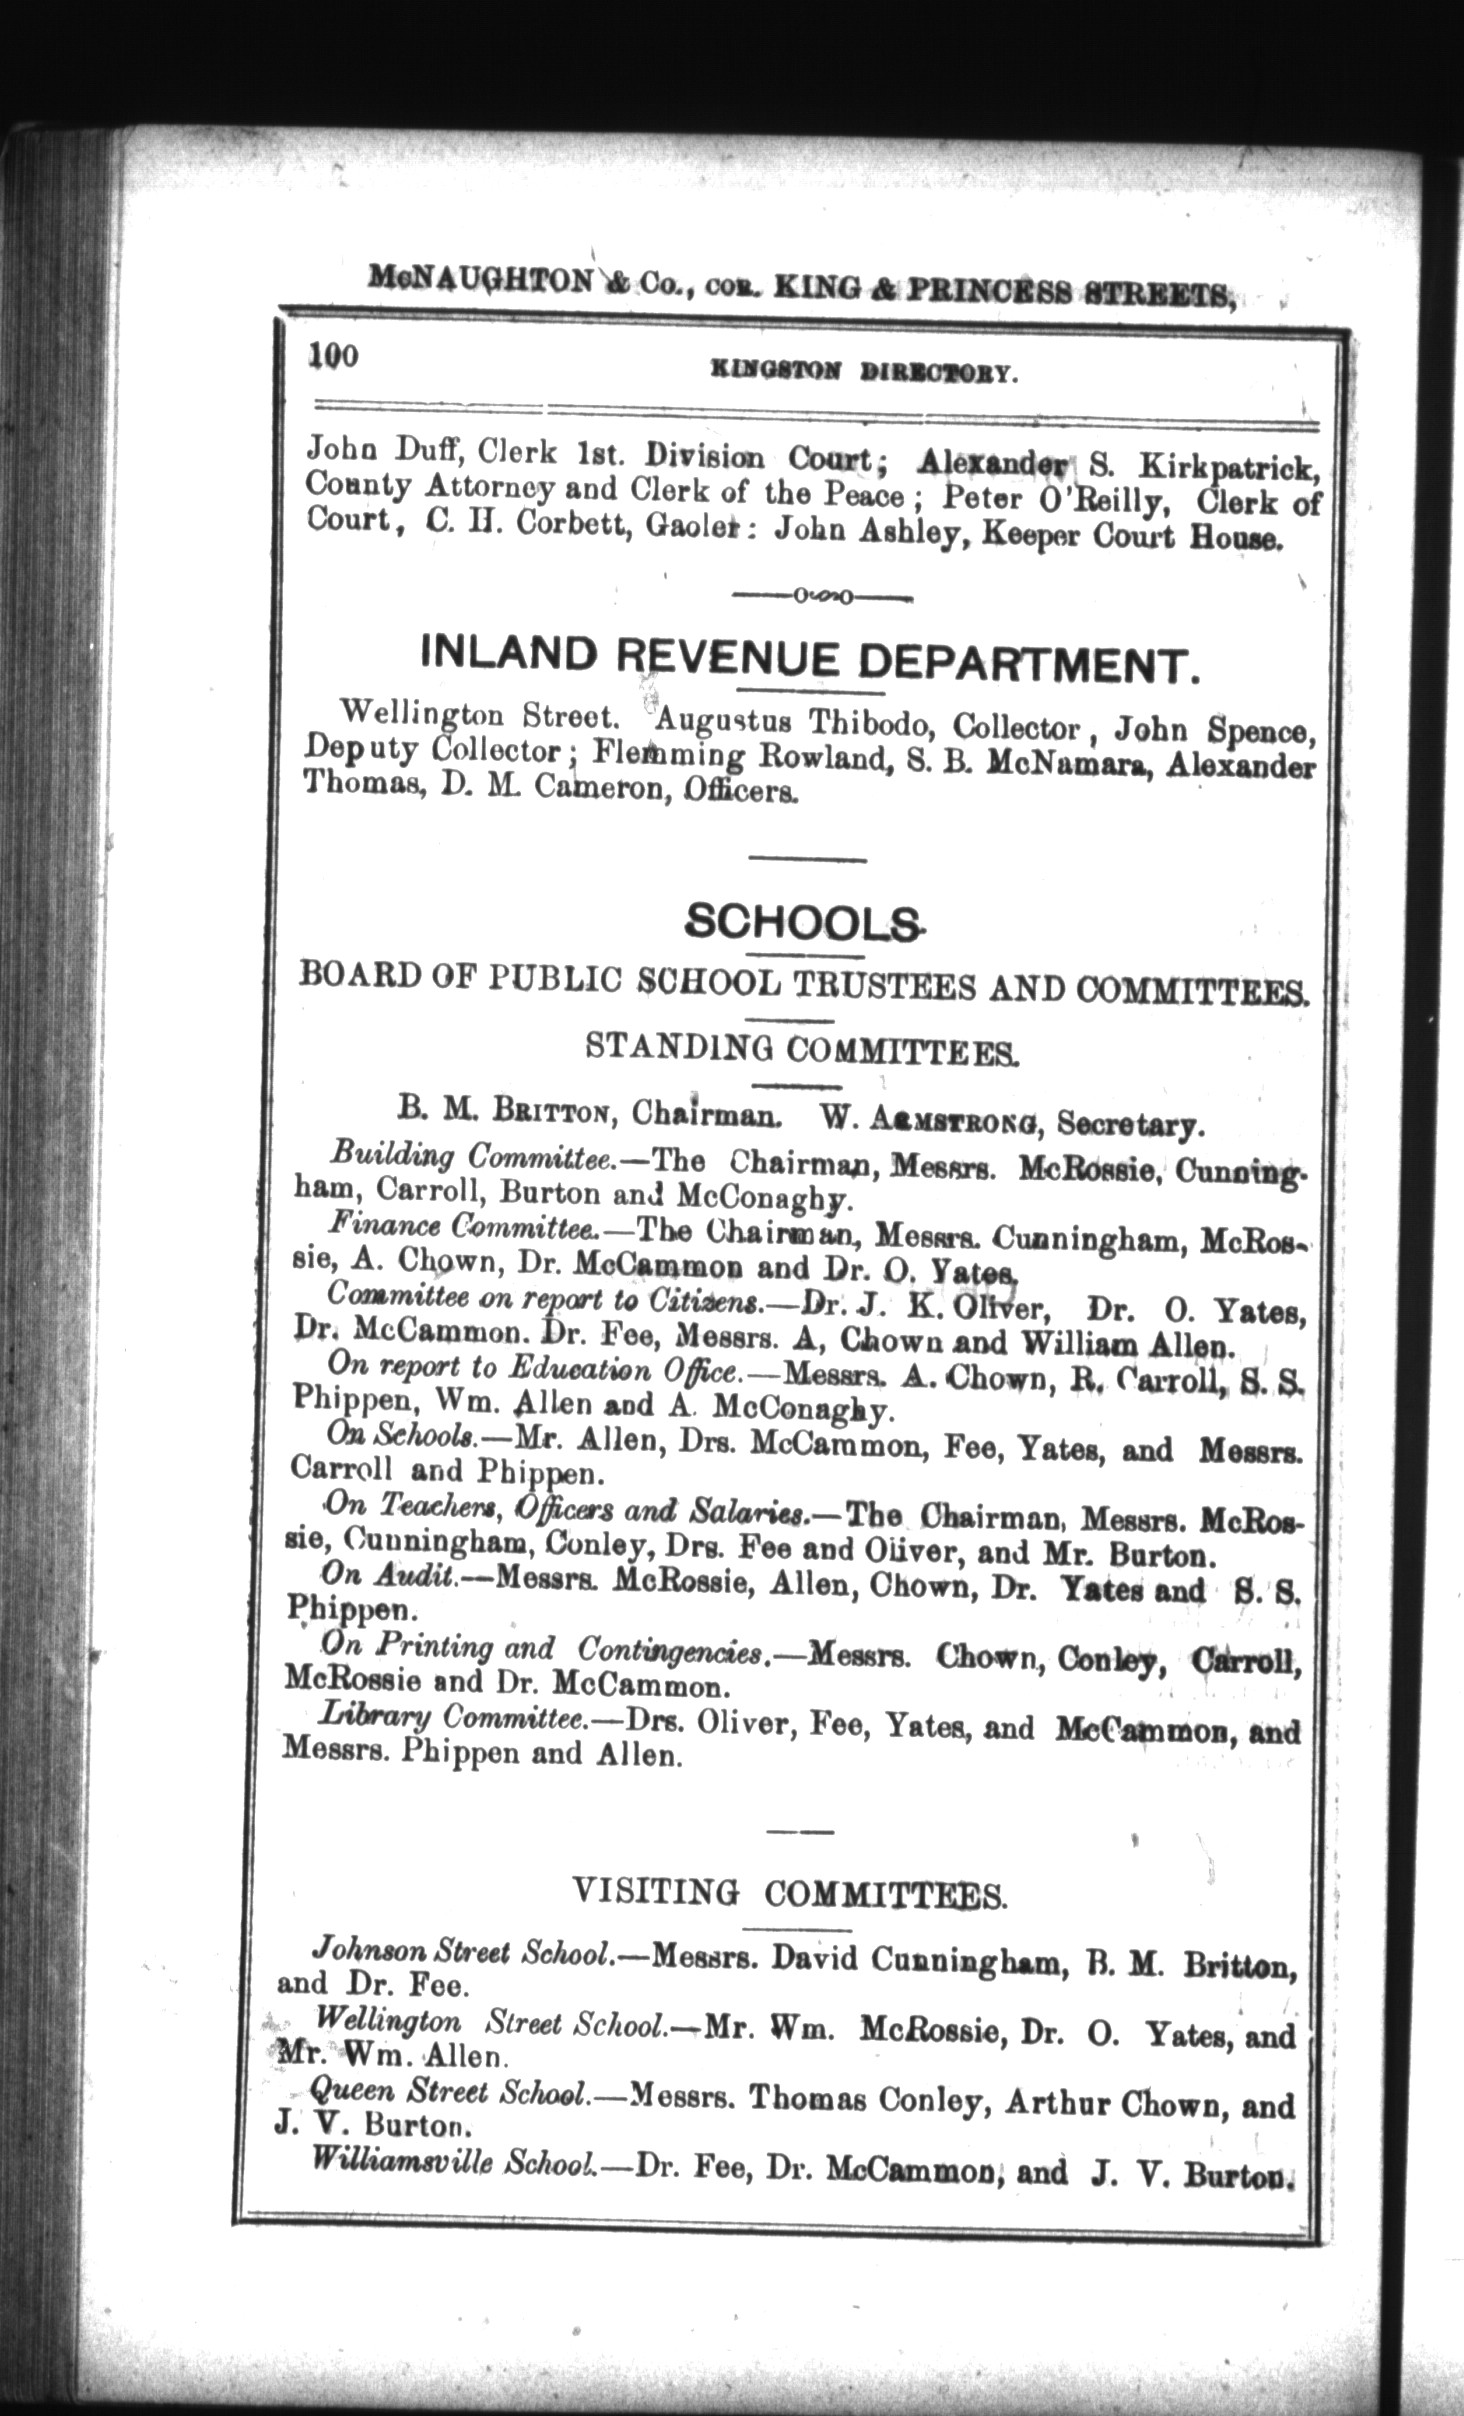 McNAUGHTON & Co., COR. KING & PRINCESS STREETS,
100 KINGSTON DIRECTORY.
John Duff, Clerk 1st. Division Court; Alexander S. Kirkpatrick,
County Attorney and Clerk of the Peace; Peter O'Reilly, Clerk of
Court, C. H. Corbett, Gaoler: John Ashley, Keeper Court House.
INLAND REVENUE DEPARTMENT.
Wellington Street. Augustus Thibodo, Collector, John Spence,
Deputy Collector; Flemming Rowland, S. B. McNamara, Alexander
Thomas, D. M. Cameron, Officers.
SCHOOLS.
BOARD OF PUBLIC SCHOOL TRUSTEES AND COMMITTEES.
STANDING COMMITTEES.
B. M. BRITTON, Chairman. W. ARMSTRONG, Secretary.
Building Committee.—The Chairman, Messrs. McRossie, Cunning-
ham, Carroll, Burton and McConaghy.
Finance Committee.—The Chairman, Messrs. Cunningham, McRos-
sie, A. Chown, Dr. McCammon and Dr. O. Yates.
Committee on report to Citizens.—Dr. J. K. Oliver, Dr. O. Yates,
Dr. McCammon. Dr. Fee, Messrs. A, Chown and William Allen.
On report to Education Office.—Messrs. A. Chown, R. Carroll, S. S.
Phippen, Wm. Allen and A. McConaghy.
On Schools.—Mr. Allen, Drs. McCammon, Fee, Yates, and Messrs.
Carroll and Phippen.
On Teachers, Officers and Salaries.—The Chairman, Messrs. McRos-
sie, Cunningham, Conley, Drs. Fee and Oliver, and Mr. Burton.
On Audit.—Messrs. McRossie, Allen, Chown, Dr. Yates and S. S.
Phippen.
On Printing and Contingencies.—Messrs. Chown, Conley, Carroll,
McRossie and Dr. McCammon.
Library Committee.—Drs. Oliver, Fee, Yates, and McCammon, and
Messrs. Phippen and Allen.
VISITING COMMITTEES.
Johnson Street School.—Messrs. David Cunningham, B. M. Britton,
and Dr. Fee.
Wellington Street School.—Mr. Wm. McRossie, Dr. O. Yates, and
Mr. Wm. Allen.
Queen Street School.—Messrs. Thomas Conley, Arthur Chown, and
J. V. Burton.
Williamsville School.—Dr. Fee, Dr. McCammon, and J. V. Burton.